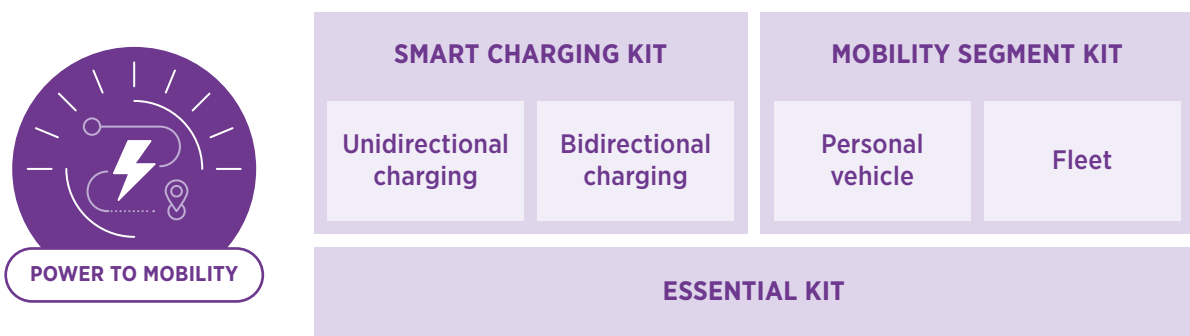 POWER TO MOBILITY
SMART CHARGING KIT
Unidirectional
charging
Bidirectional
charging
MOBILITY SEGMENT KIT
Personal
vehicle
Fleet
ESSENTIAL KIT